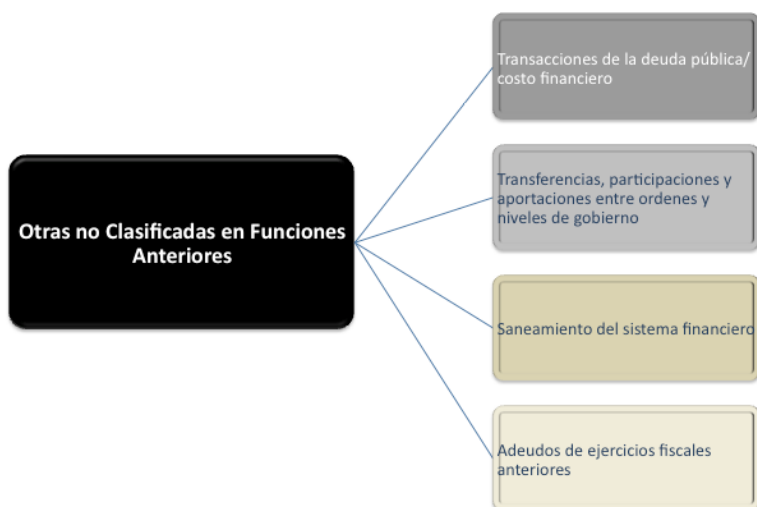 Transacciones de la deuda pública/
costo financiero
Transferencias, participaciones y
aportaciones entre ordenes y
niveles de gobierno
Otras no Clasificadas en Funciones
Anteriores
Saneamiento del sistema financiero
Adeudos de ejercicios fiscales
anteriores